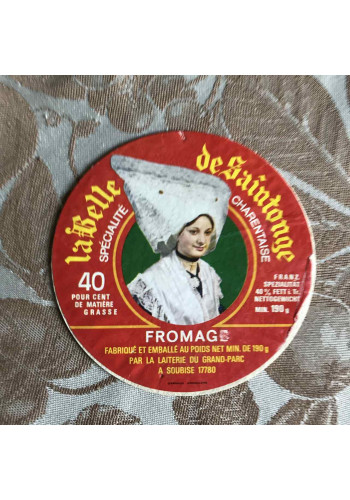 la Belle
de Saintonge
SPÉCIALITÉ
CHARENTAISE
40
POUR CENT
DE MATIÈRE
GRASSE
FRANZ.
SPEZIALITÄT
40% FETT i. Tr.
NETTOGEWICHT
MIN. 190 g
FROMAGE
FABRIQUÉ ET EMBALLÉ AU POIDS NET MIN. DE 190 g
PAR LA LAITERIE DU GRAND-PARC
A SOUBISE 17780